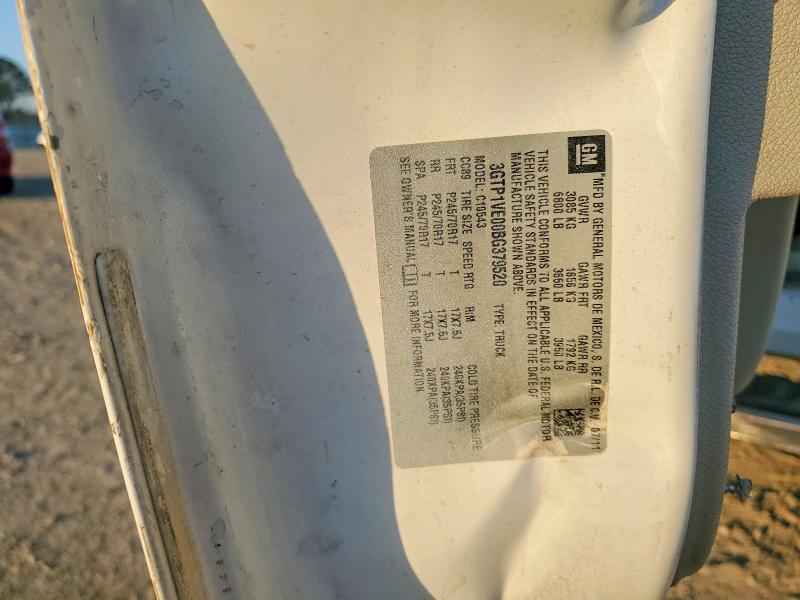 GM
MFD BY GENERAL MOTORS DE MEXICO, S. DE R.L. DE C.V. 07/11
GVWR GAWR FRT GAWR RR
3085 KG 1656 KG 1792 KG
6800 LB 3650 LB 3950 LB
THIS VEHICLE CONFORMS TO ALL APPLICABLE U.S. FEDERAL MOTOR
VEHICLE SAFETY STANDARDS IN EFFECT ON THE DATE OF
MANUFACTURE SHOWN ABOVE.
3GTP1VE00BG379520 TYPE: TRUCK
MODEL: C10543
CC89 TIRE SIZE SPEED RTG RIM COLD TIRE PRESSURE
FRT P245/70R17 T 17X7.5J 240KPA(35PSI)
RR P245/70R17 T 17X7.5J 240KPA(35PSI)
SPA P245/70R17 T 17X7.5J 240KPA(35PSI)
SEE OWNER'S MANUAL FOR MORE INFORMATION